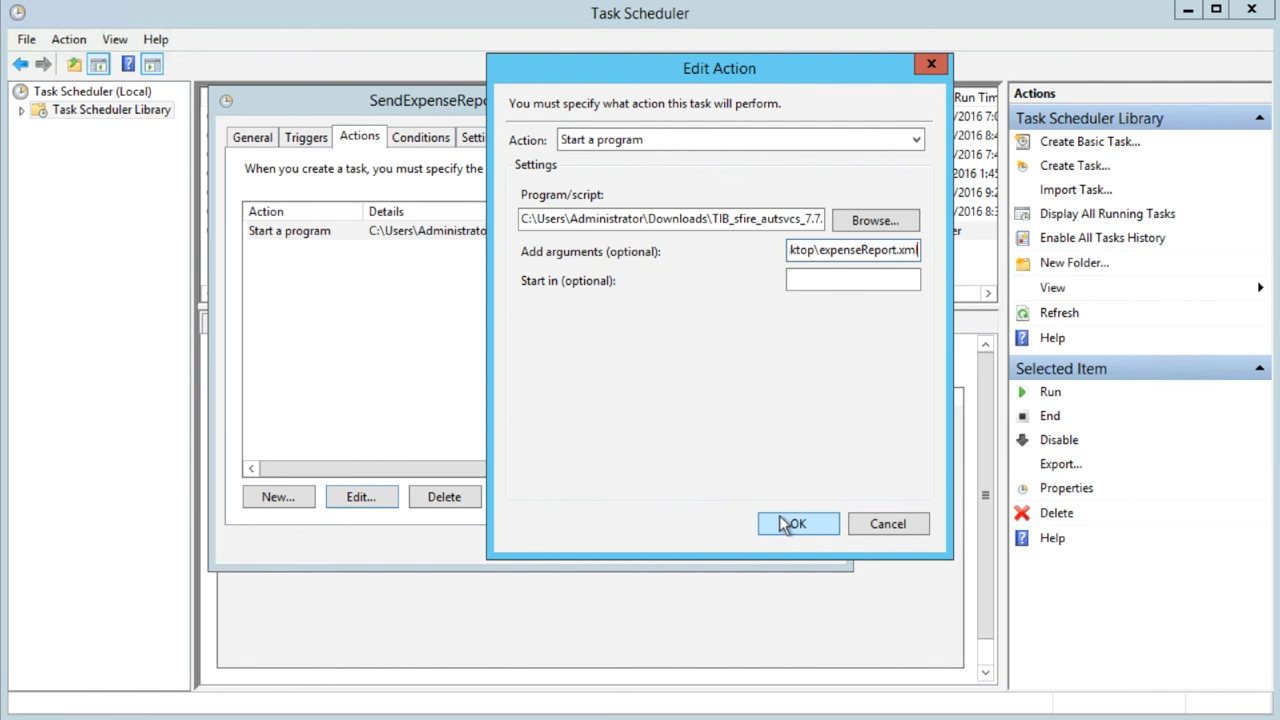 Task Scheduler
File Action View Help
Task Scheduler (Local)
Task Scheduler Library
SendExpenseRepo
General Triggers Actions Conditions Setti
When you create a task, you must specify the
Action Details
Start a program C:\Users\Administrato
New... Edit... Delete
Edit Action
You must specify what action this task will perform.
Action: Start a program
Settings
Program/script:
C:\Users\Administrator\Downloads\TIB_sfire_autsvcs_7.7.
Browse...
Add arguments (optional): ktop\expenseReport.xml
Start in (optional):
OK Cancel
Run Tim
/2016 7:0
/2016 8:4
/2016 7:4
/2016 1:45
/2016 9:2
/2016 8:3
er
Actions
Task Scheduler Library
Create Basic Task...
Create Task...
Import Task...
Display All Running Tasks
Enable All Tasks History
New Folder...
View
Refresh
Help
Selected Item
Run
End
Disable
Export...
Properties
Delete
Help